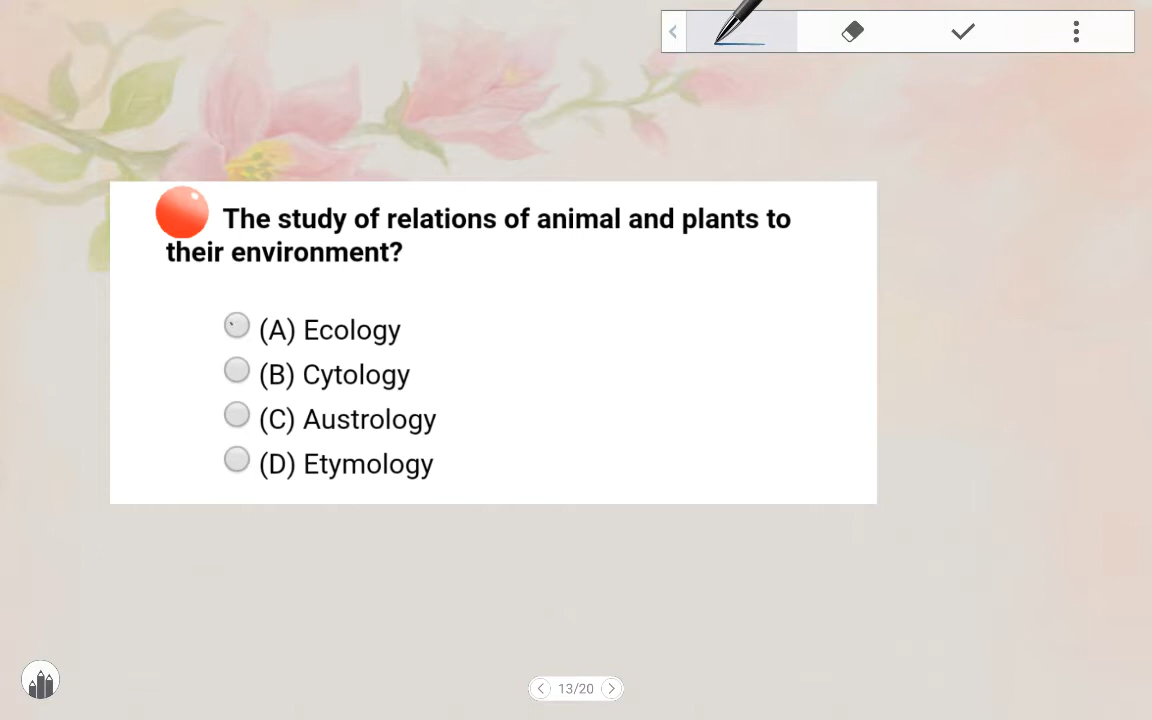 The study of relations of animal and plants to
their environment?
(A) Ecology
(B) Cytology
(C) Austrology
(D) Etymology
13/20